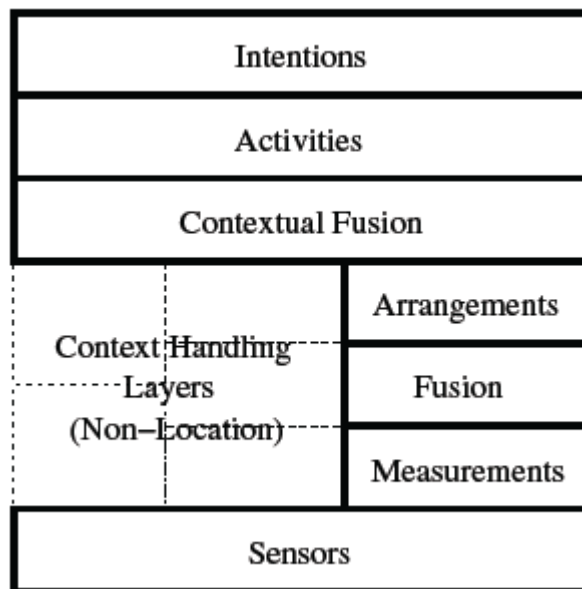 Intentions
Activities
Contextual Fusion
Arrangements
Context Handling
Layers
(Non–Location)
Fusion
Measurements
Sensors